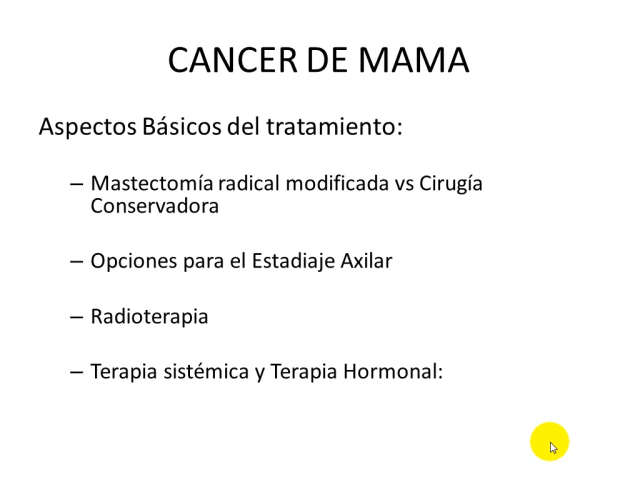 CANCER DE MAMA
Aspectos Básicos del tratamiento:
– Mastectomía radical modificada vs Cirugía
Conservadora
– Opciones para el Estadiaje Axilar
– Radioterapia
– Terapia sistémica y Terapia Hormonal: